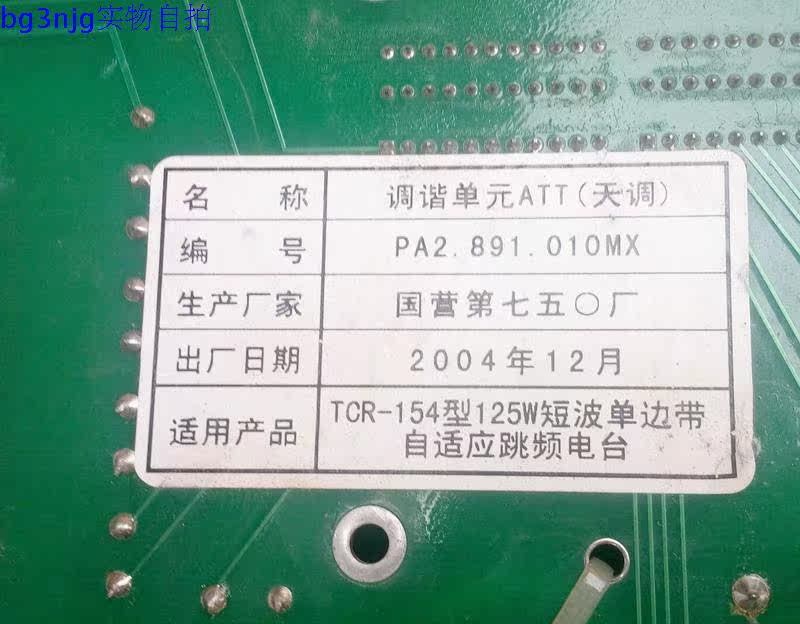 bg3njg实物自拍
名 称 调谐单元ATT(天调)
编 号 PA2.891.010MX
生产厂家 国营第七五〇厂
出厂日期 2004年12月
适用产品 TCR-154型125W短波单边带
自适应跳频电台